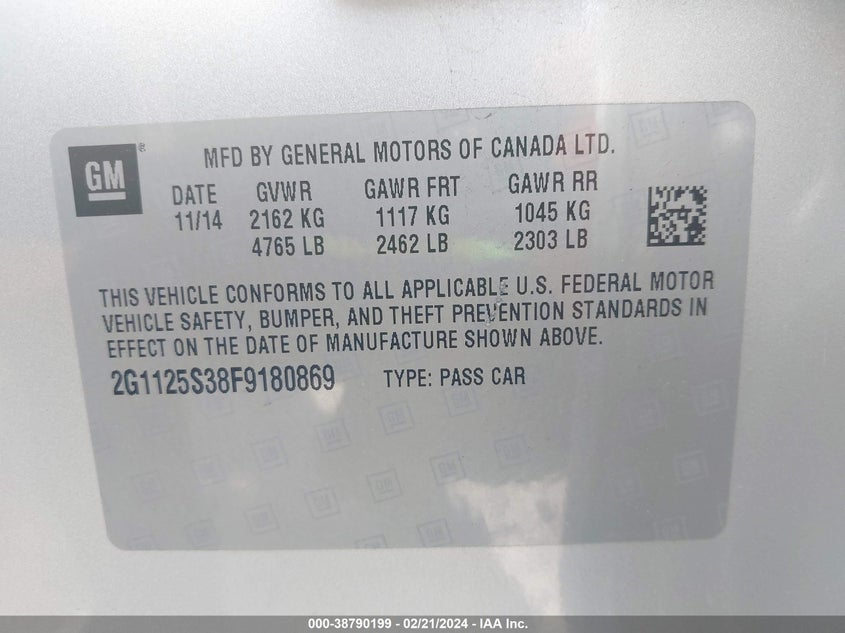 GM®
MFD BY GENERAL MOTORS OF CANADA LTD.
DATE GVWR GAWR FRT GAWR RR
11/14 2162 KG 1117 KG 1045 KG
4765 LB 2462 LB 2303 LB
THIS VEHICLE CONFORMS TO ALL APPLICABLE U.S. FEDERAL MOTOR
VEHICLE SAFETY, BUMPER, AND THEFT PREVENTION STANDARDS IN
EFFECT ON THE DATE OF MANUFACTURE SHOWN ABOVE.
2G1125S38F9180869 TYPE: PASS CAR
000-38790199 - 02/21/2024 - IAA Inc.